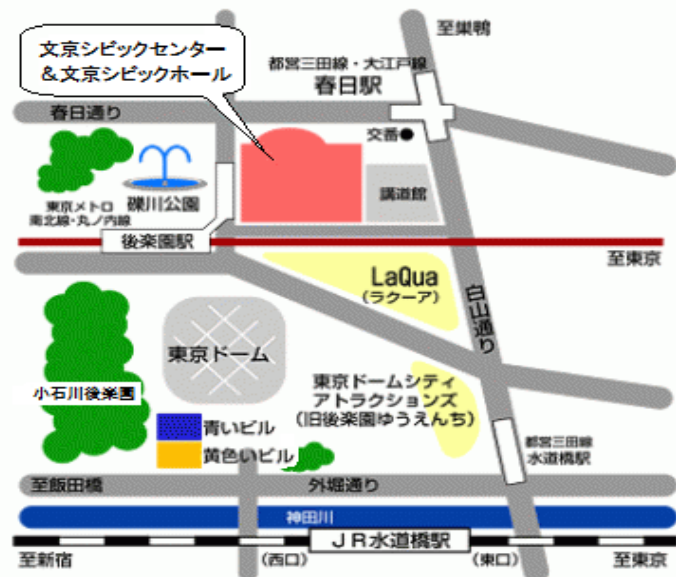 至巣鴨
文京シビックセンター
&文京シビックホール
都営三田線・大江戸線
春日駅
春日通り
交番
東京メトロ
南北線・丸ノ内線
礫川公園
講道館
後楽園駅
至東京
LaQua
(ラクーア)
白山通り
東京ドーム
小石川後楽園
東京ドームシティ
アトラクションズ
(旧後楽園ゆうえんち)
青いビル
黄色いビル
都営三田線
水道橋駅
至飯田橋
外堀通り
神田川
JR水道橋駅
至新宿
(西口)
(東口)
至東京